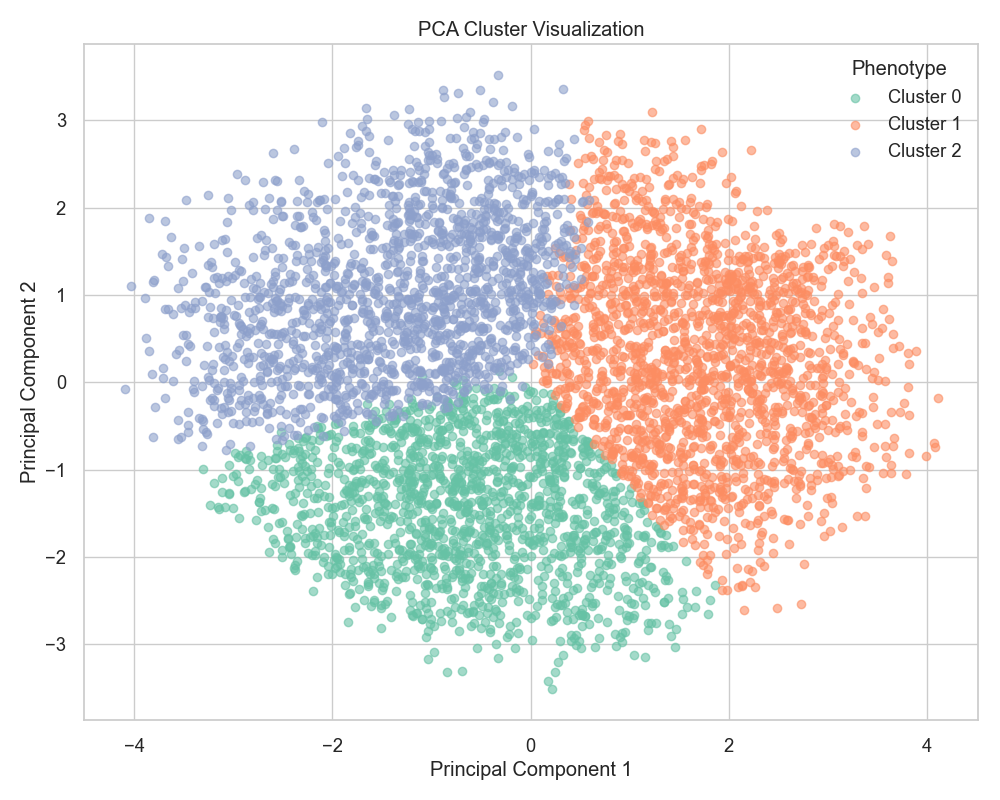 PCA Cluster Visualization
Phenotype
Cluster 0
Cluster 1
Cluster 2
3
2
1
0
−1
−2
−3
Principal Component 2
−4
−2
0
2
4
Principal Component 1